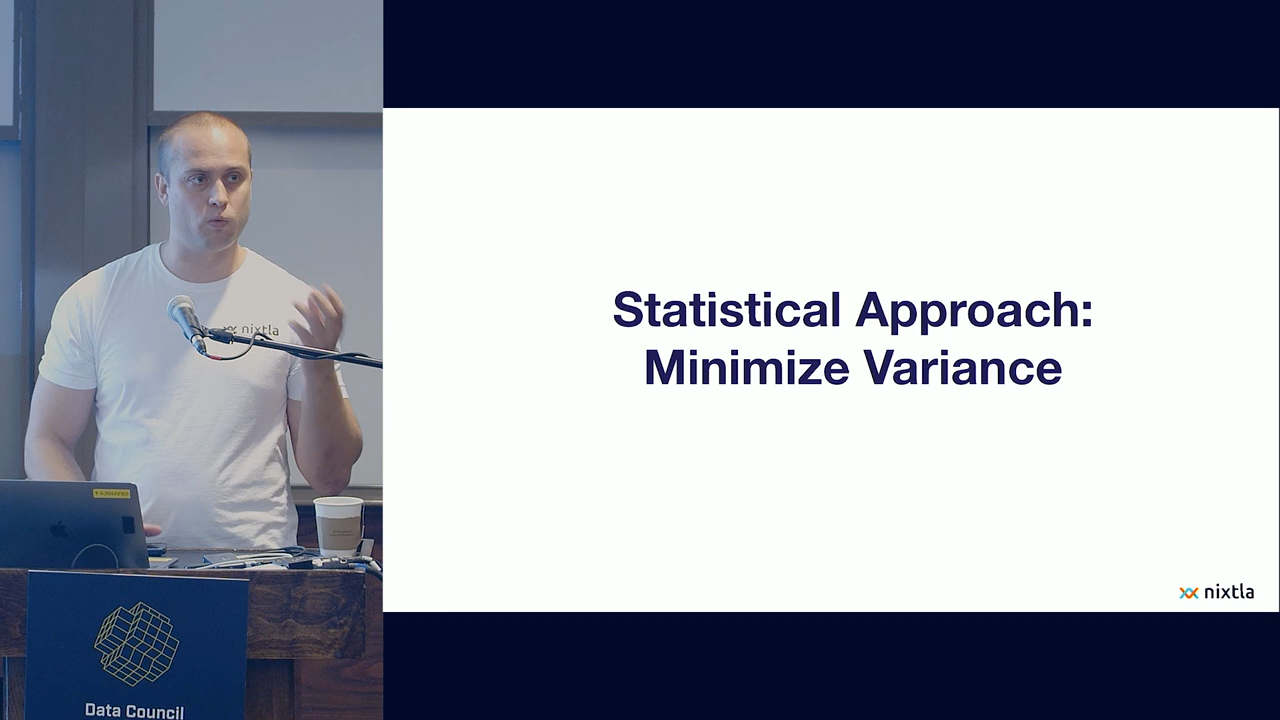 Statistical Approach:
Minimize Variance
nixtla
nixtla
Data Council